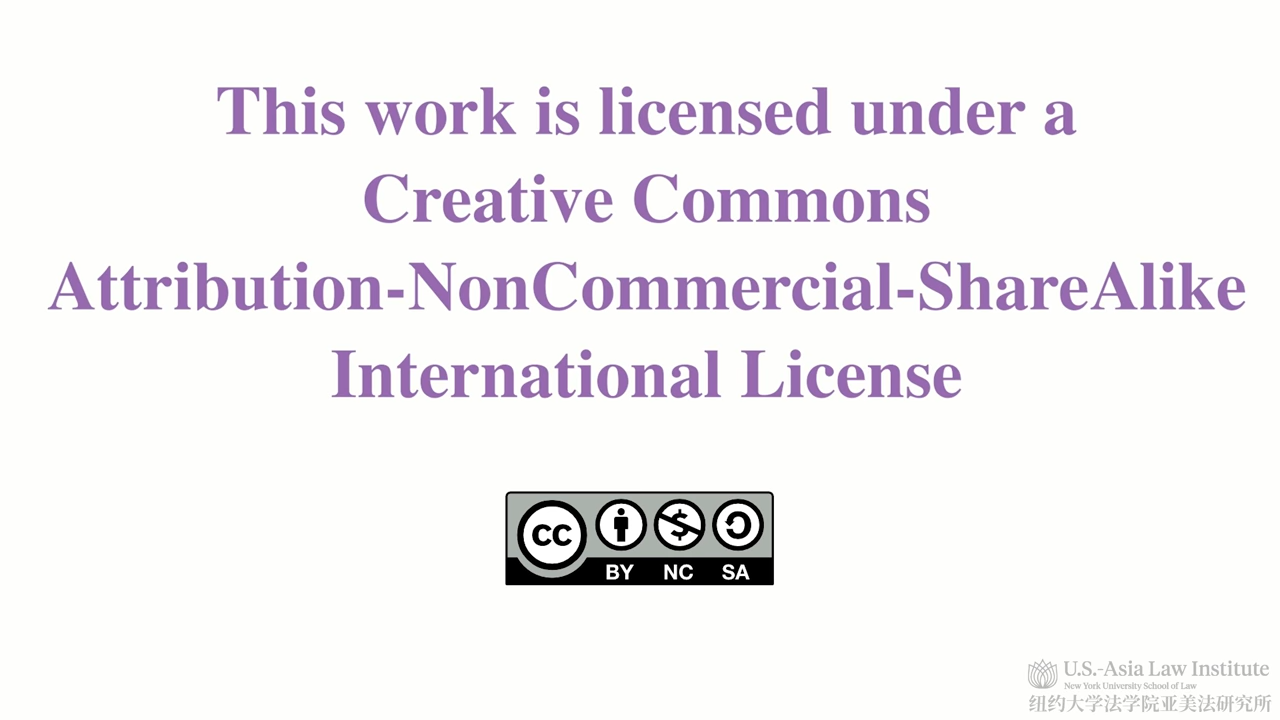 This work is licensed under a
Creative Commons
Attribution-NonCommercial-ShareAlike
International License
CC
BY NC SA
U.S.-Asia Law Institute
New York University School of Law
纽约大学法学院亚美法研究所